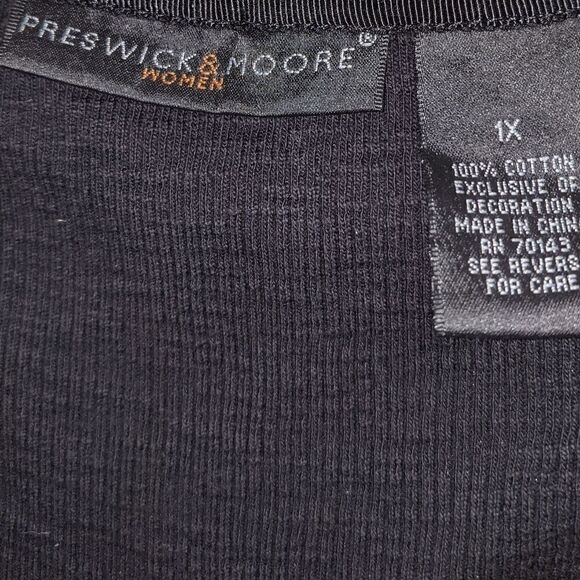 PRESWICK&MOORE®
WOMEN
1X
100% COTTON
EXCLUSIVE OF
DECORATION
MADE IN CHIN
RN 70143
SEE REVERS
FOR CARE